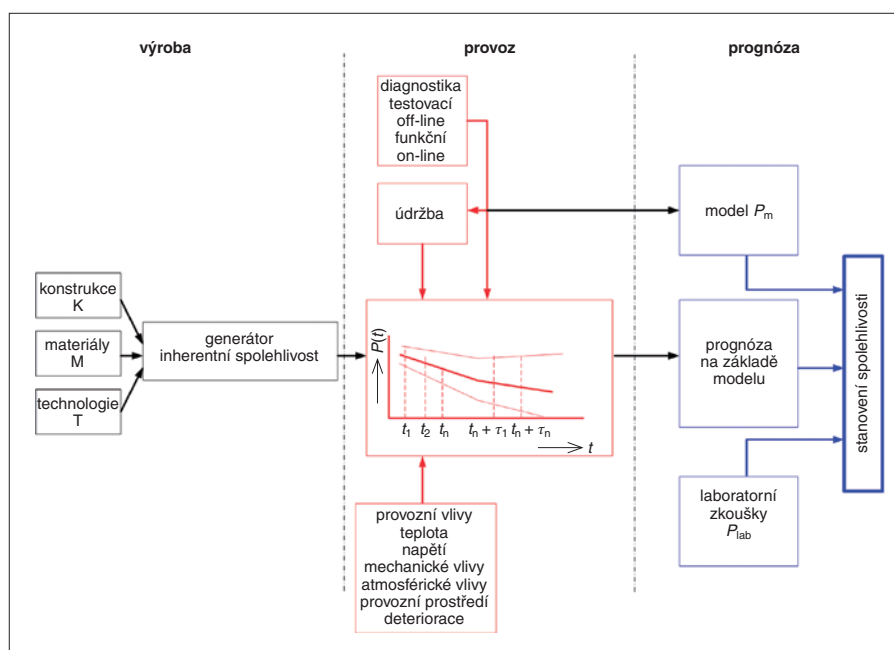 výroba
provoz
prognóza
diagnostika
testovací
off-line
funkční
on-line
údržba
model Pm
konstrukce
K
materiály
M
technologie
T
generátor
inherentní spolehlivost
P(t)
t1 t2 tn tn + τ1 tn + τn
t
prognóza
na základě
modelu
stanovení spolehlivosti
laboratorní
zkoušky
Plab
provozní vlivy
teplota
napětí
mechanické vlivy
atmosférické vlivy
provozní prostředí
deteriorace